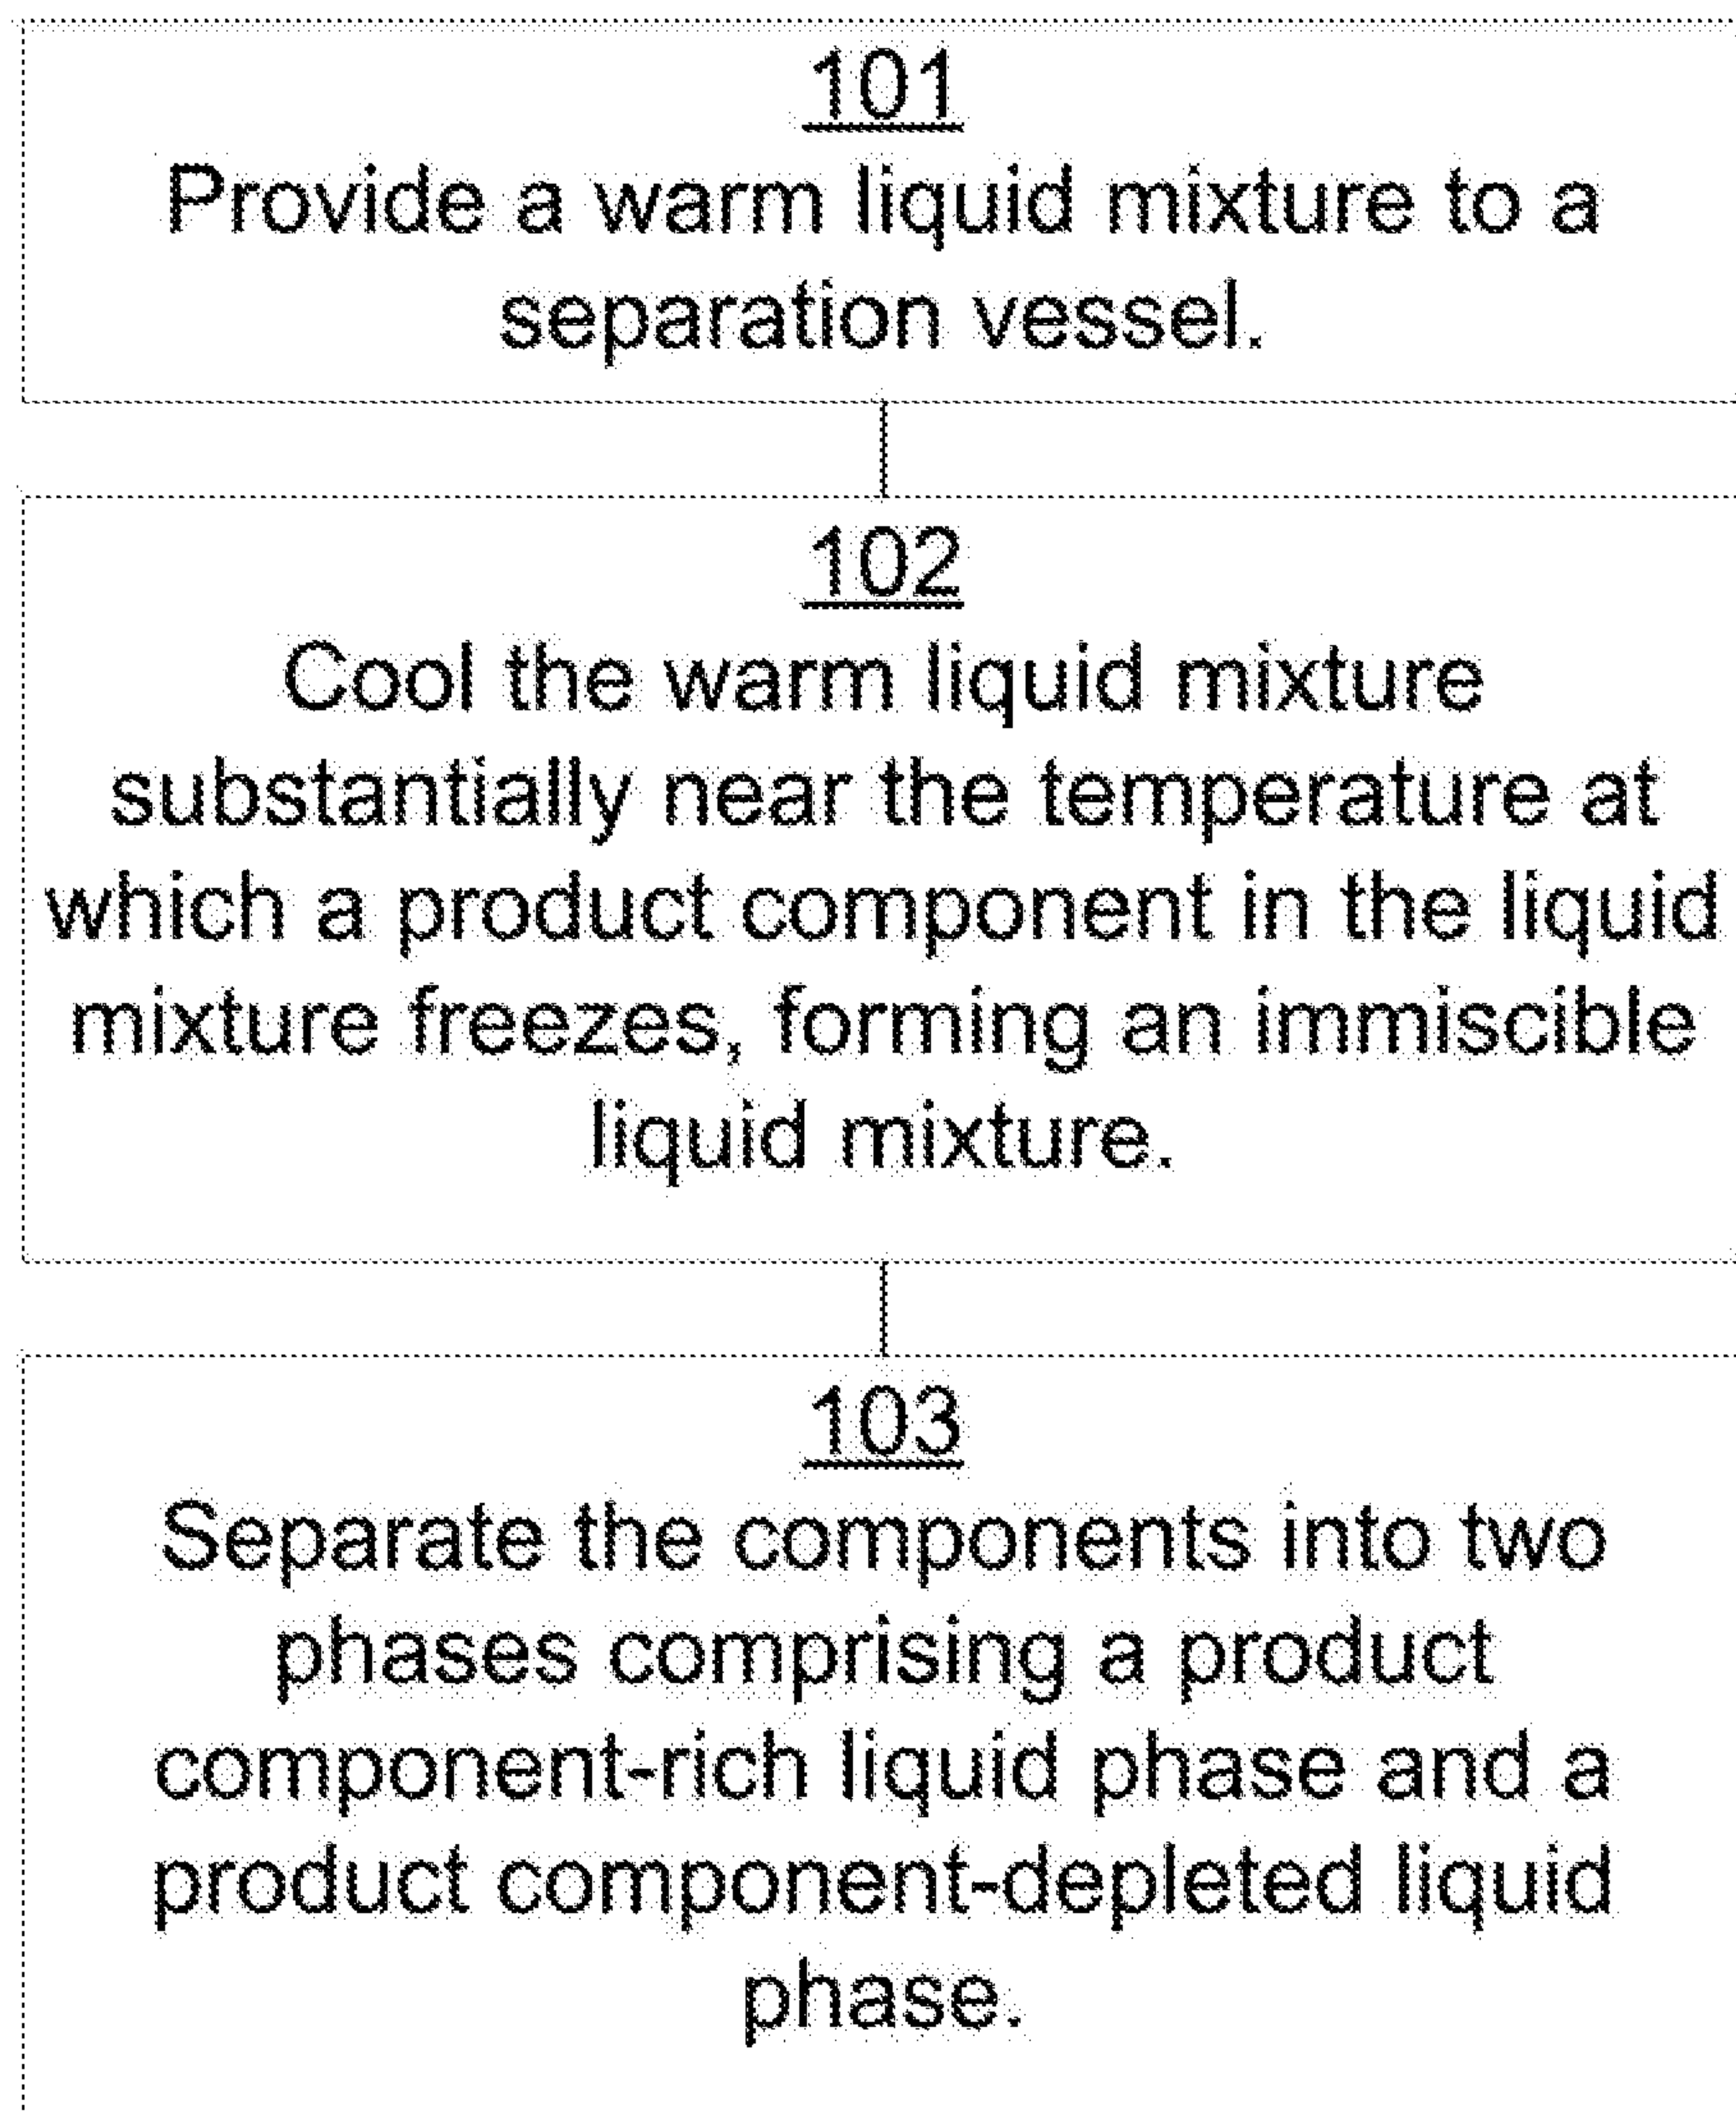 101
Provide a warm liquid mixture to a
separation vessel.
102
Cool the warm liquid mixture
substantially near the temperature at
which a product component in the liquid
mixture freezes, forming an immiscible
liquid mixture.
103
Separate the components into two
phases comprising a product
component-rich liquid phase and a
product component-depleted liquid
phase.